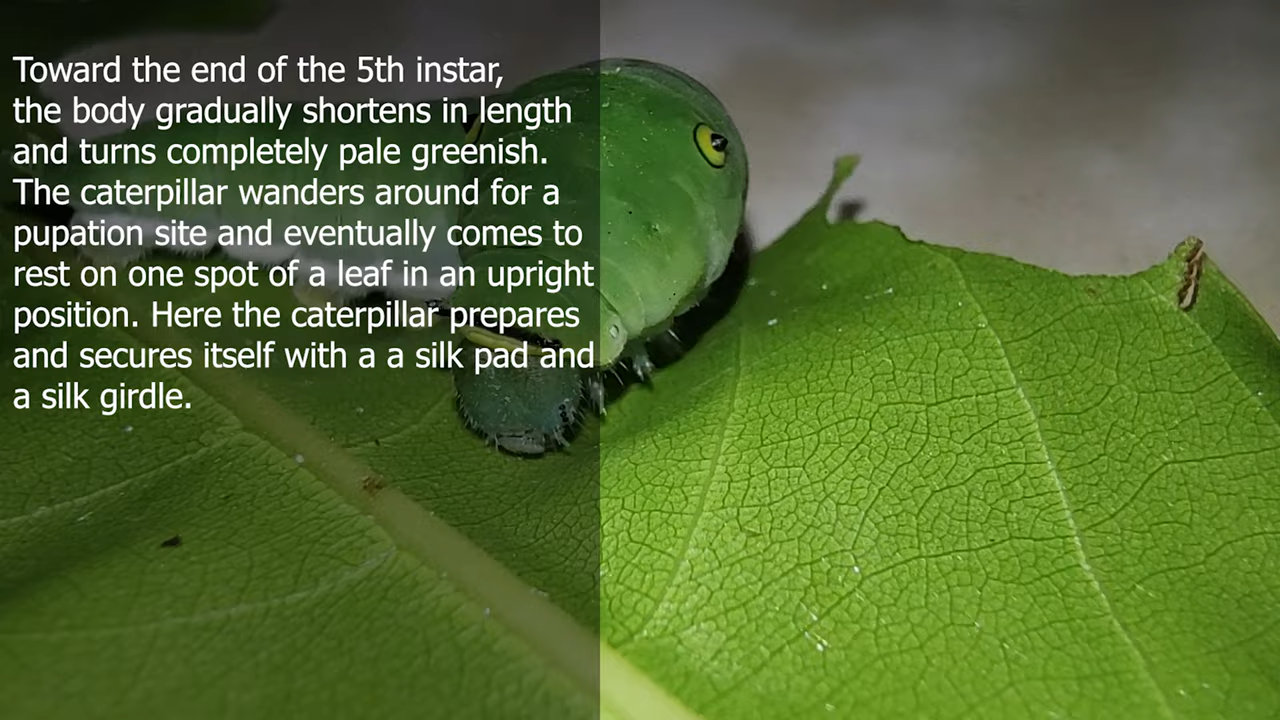 Toward the end of the 5th instar,
the body gradually shortens in length
and turns completely pale greenish.
The caterpillar wanders around for a
pupation site and eventually comes to
rest on one spot of a leaf in an upright
position. Here the caterpillar prepares
and secures itself with a a silk pad and
a silk girdle.